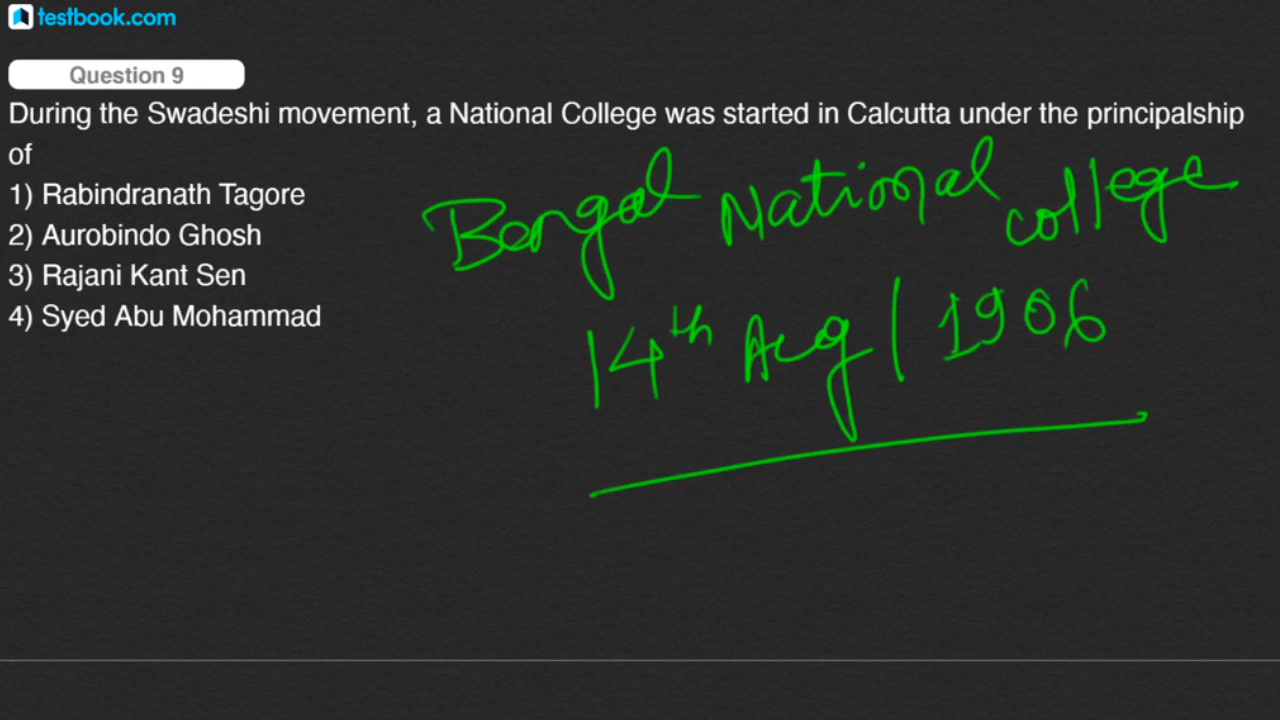 testbook.com
Question 9
During the Swadeshi movement, a National College was started in Calcutta under the principalship
of
1) Rabindranath Tagore
2) Aurobindo Ghosh
3) Rajani Kant Sen
4) Syed Abu Mohammad
Bengal National college
14th Aug | 1906